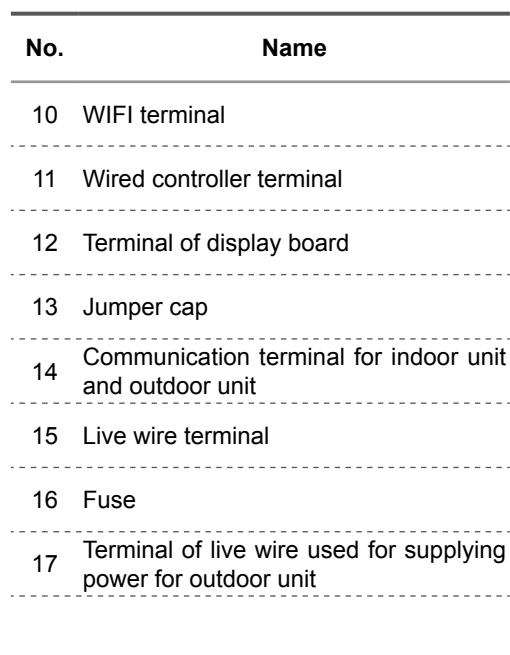 No. Name
10 WIFI terminal
11 Wired controller terminal
12 Terminal of display board
13 Jumper cap
14 Communication terminal for indoor unit
and outdoor unit
15 Live wire terminal
16 Fuse
17 Terminal of live wire used for supplying
power for outdoor unit